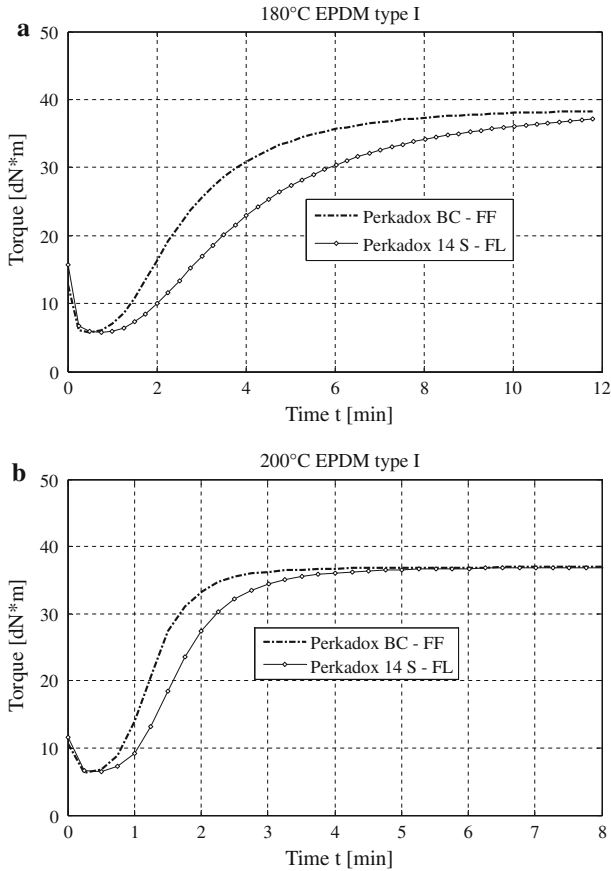 180°C EPDM type I
a
50
40
30
20
10
0
Torque [dN*m]
Perkadox BC - FF
Perkadox 14 S - FL
0 2 4 6 8 10 12
Time t [min]
200°C EPDM type I
b
50
40
30
20
10
0
Torque [dN*m]
Perkadox BC - FF
Perkadox 14 S - FL
0 1 2 3 4 5 6 7 8
Time t [min]